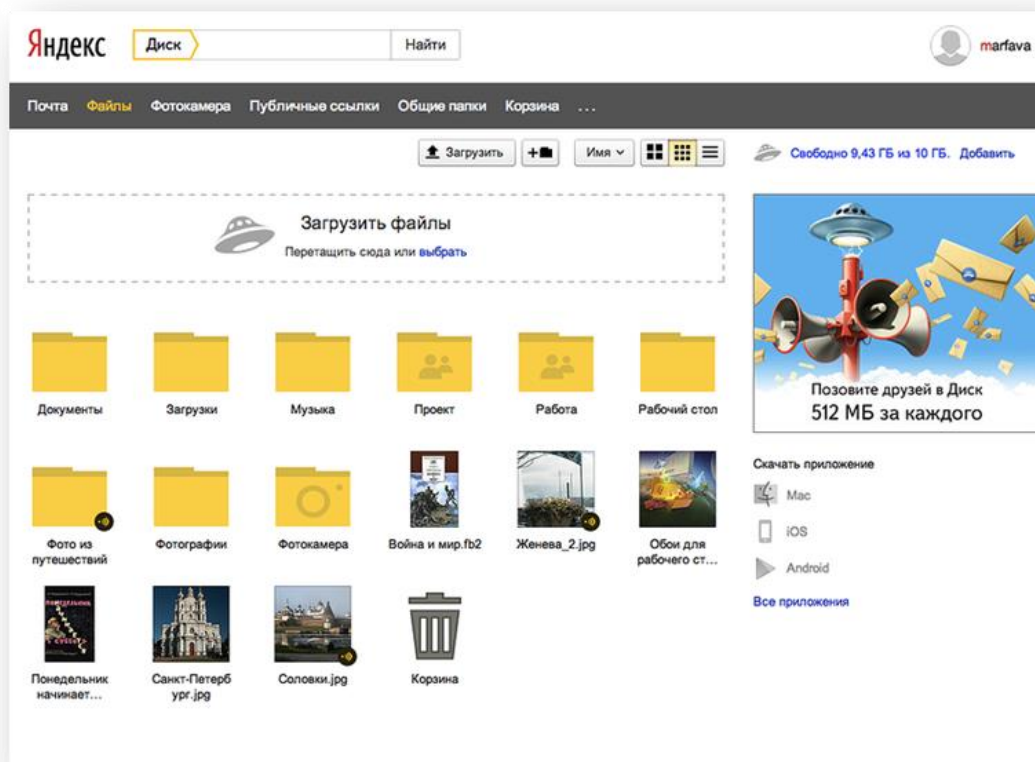 Яндекс
Диск
Найти
marfava
Почта Файлы Фотокамера Публичные ссылки Общие папки Корзина ...
Загрузить
Имя
Свободно 9,43 ГБ из 10 ГБ. Добавить
Загрузить файлы
Перетащить сюда или выбрать
Позовите друзей в Диск
512 МБ за каждого
Документы
Загрузки
Музыка
Проект
Работа
Рабочий стол
Фото из
путешествий
Фотографии
Фотокамера
Война и мир.fb2
Женева_2.jpg
Обои для
рабочего ст...
Понедельник
начинает...
Санкт-Петерб
ург.jpg
Соловки.jpg
Корзина
Скачать приложение
Mac
iOS
Android
Все приложения